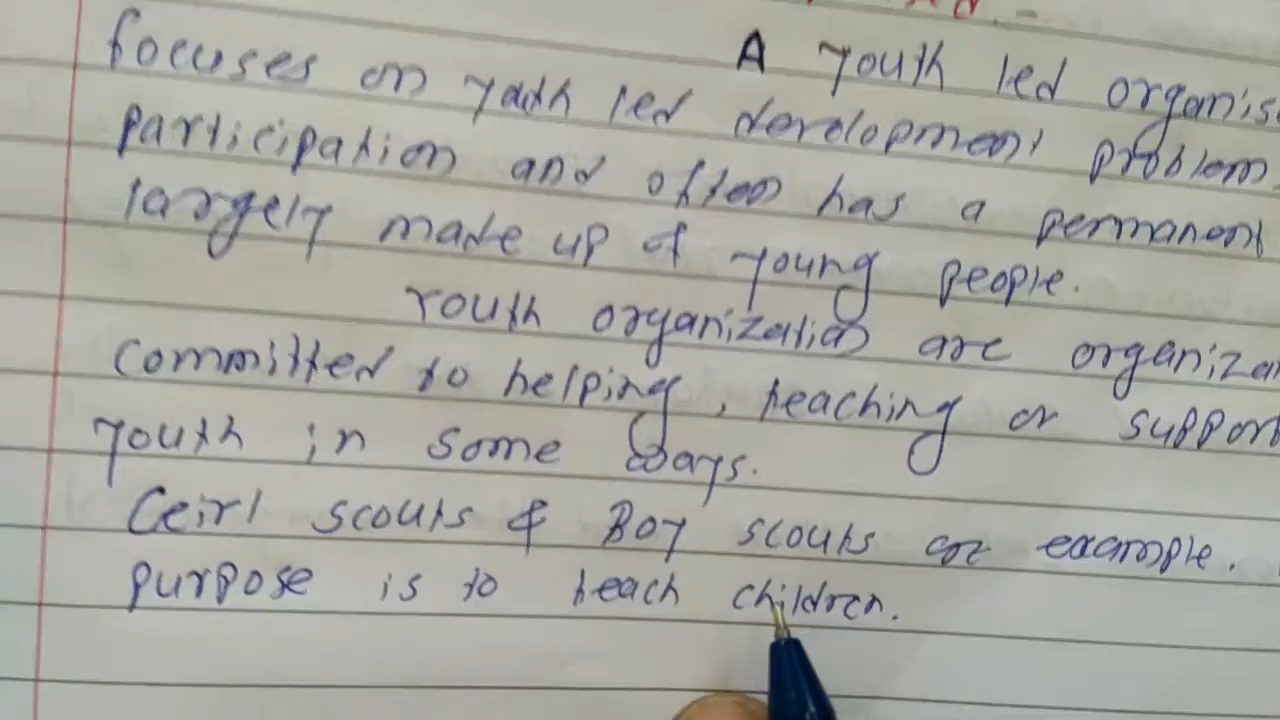 A youth led organis
focuses on youth led development problem
participation and often has a permanent
largely made up of young people.
Youth organization are organiza
committed to helping, teaching or support
youth in some ways.
Girl scouts & Boy scouts are example.
purpose is to teach children.